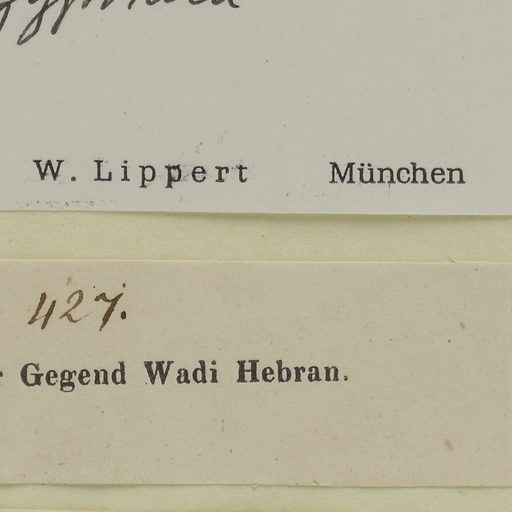 W. Lippert München
427.
Gegend Wadi Hebran.